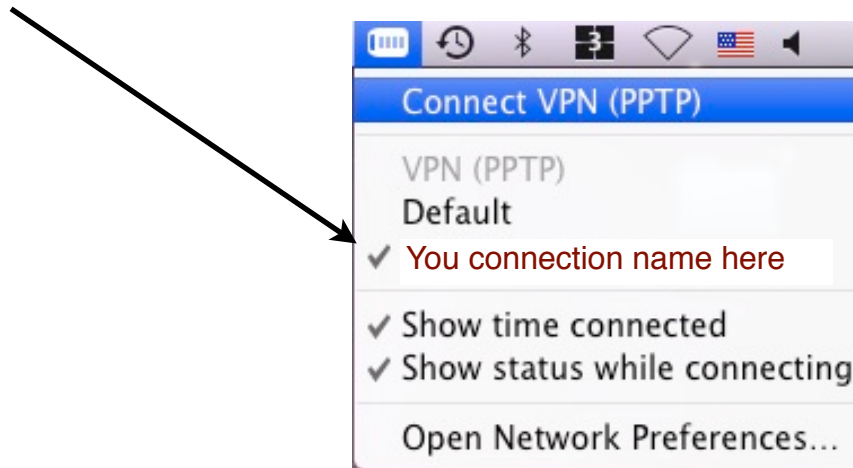 3
Connect VPN (PPTP)
VPN (PPTP)
Default
You connection name here
Show time connected
Show status while connecting
Open Network Preferences...